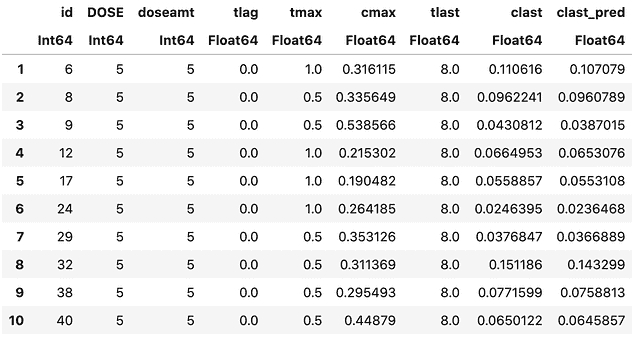 id DOSE doseamt tlag tmax cmax tlast clast clast_pred
Int64 Int64 Int64 Float64 Float64 Float64 Float64 Float64 Float64
1 6 5 5 0.0 1.0 0.316115 8.0 0.110616 0.107079
2 8 5 5 0.0 0.5 0.335649 8.0 0.0962241 0.0960789
3 9 5 5 0.0 0.5 0.538566 8.0 0.0430812 0.0387015
4 12 5 5 0.0 1.0 0.215302 8.0 0.0664953 0.0653076
5 17 5 5 0.0 1.0 0.190482 8.0 0.0558857 0.0553108
6 24 5 5 0.0 1.0 0.264185 8.0 0.0246395 0.0236468
7 29 5 5 0.0 0.5 0.353126 8.0 0.0376847 0.0366889
8 32 5 5 0.0 0.5 0.311369 8.0 0.151186 0.143299
9 38 5 5 0.0 0.5 0.295493 8.0 0.0771599 0.0758813
10 40 5 5 0.0 0.5 0.44879 8.0 0.0650122 0.0645857